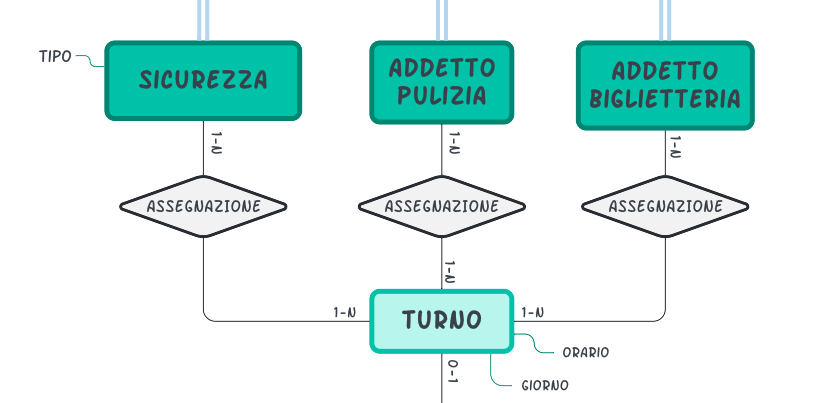 TIPO
SICUREZZA
ADDETTO
PULIZIA
ADDETTO
BIGLIETTERIA
1-N
1-N
1-N
ASSEGNAZIONE
ASSEGNAZIONE
ASSEGNAZIONE
1-N
1-N
TURNO
1-N
ORARIO
0-1
GIORNO